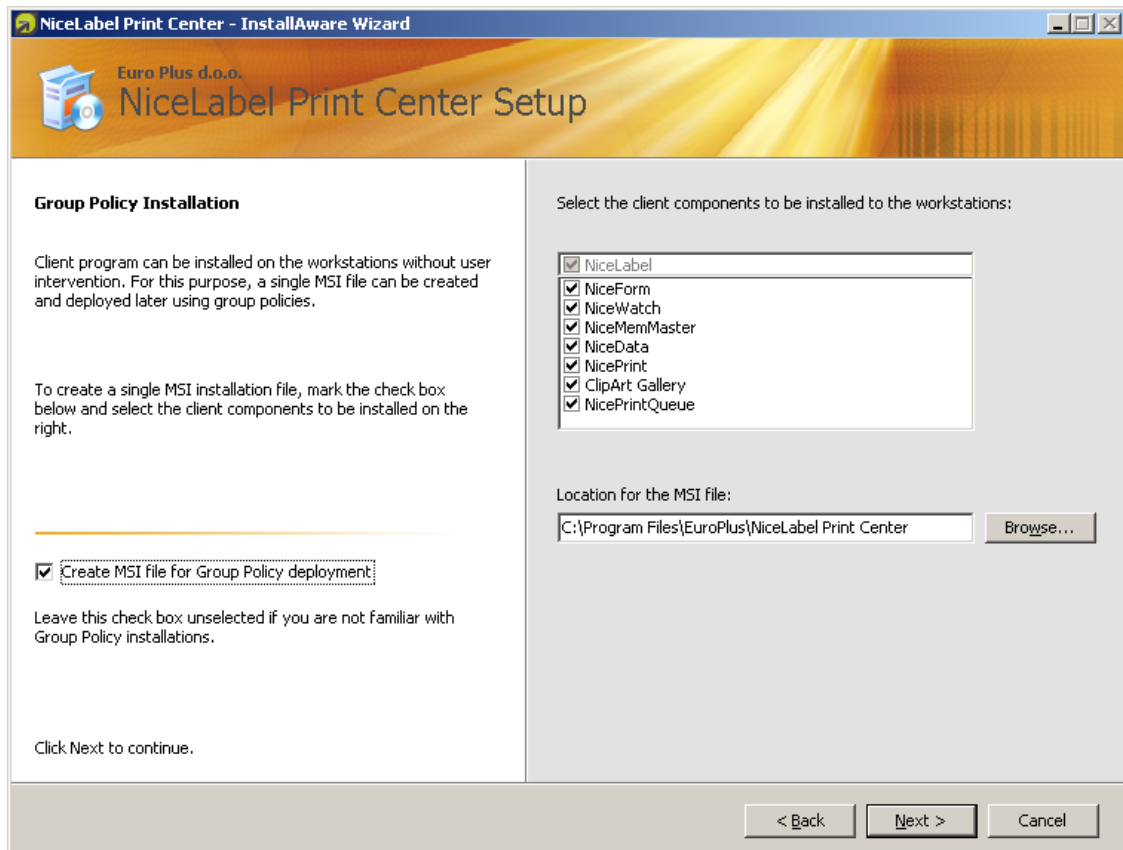 NiceLabel Print Center - InstallAware Wizard
Euro Plus d.o.o.
NiceLabel Print Center Setup
Group Policy Installation
Client program can be installed on the workstations without user
intervention. For this purpose, a single MSI file can be created
and deployed later using group policies.
To create a single MSI installation file, mark the check box
below and select the client components to be installed on the
right.
Create MSI file for Group Policy deployment
Leave this check box unselected if you are not familiar with
Group Policy installations.
Click Next to continue.
Select the client components to be installed to the workstations:
NiceLabel
NiceForm
NiceWatch
NiceMemMaster
NiceData
NicePrint
ClipArt Gallery
NicePrintQueue
Location for the MSI file:
C:\Program Files\EuroPlus\NiceLabel Print Center
Browse...
< Back
Next >
Cancel